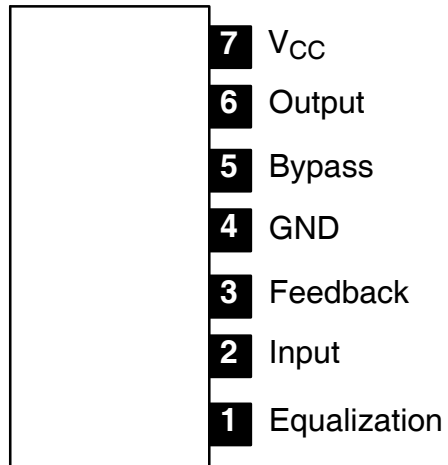 7 VCC
6 Output
5 Bypass
4 GND
3 Feedback
2 Input
1 Equalization